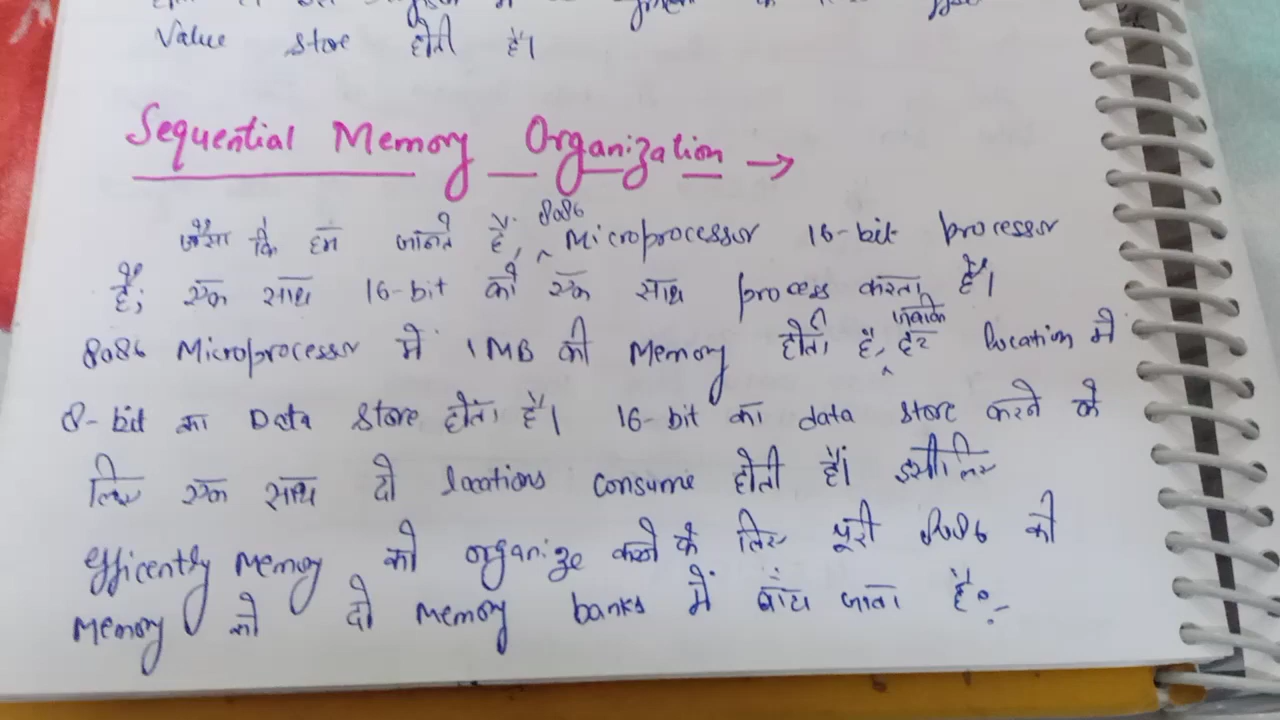 Value store होती है।
Sequential Memory Organization →
जैसा कि हम जानते हैं, 8086 Microprocessor 16-bit processor
है; एक साथ 16-bit को एक साथ process करता है।
8086 Microprocessor में 1MB की Memory होती है, जबकि हर location में
8-bit का Data store होता है। 16-bit का data store करने के
लिए एक साथ दो locations consume होती हैं। इसीलिए
efficently memory को organize करने के लिए पूरी 8086 की
Memory को दो memory banks में बांटा जाता है:-